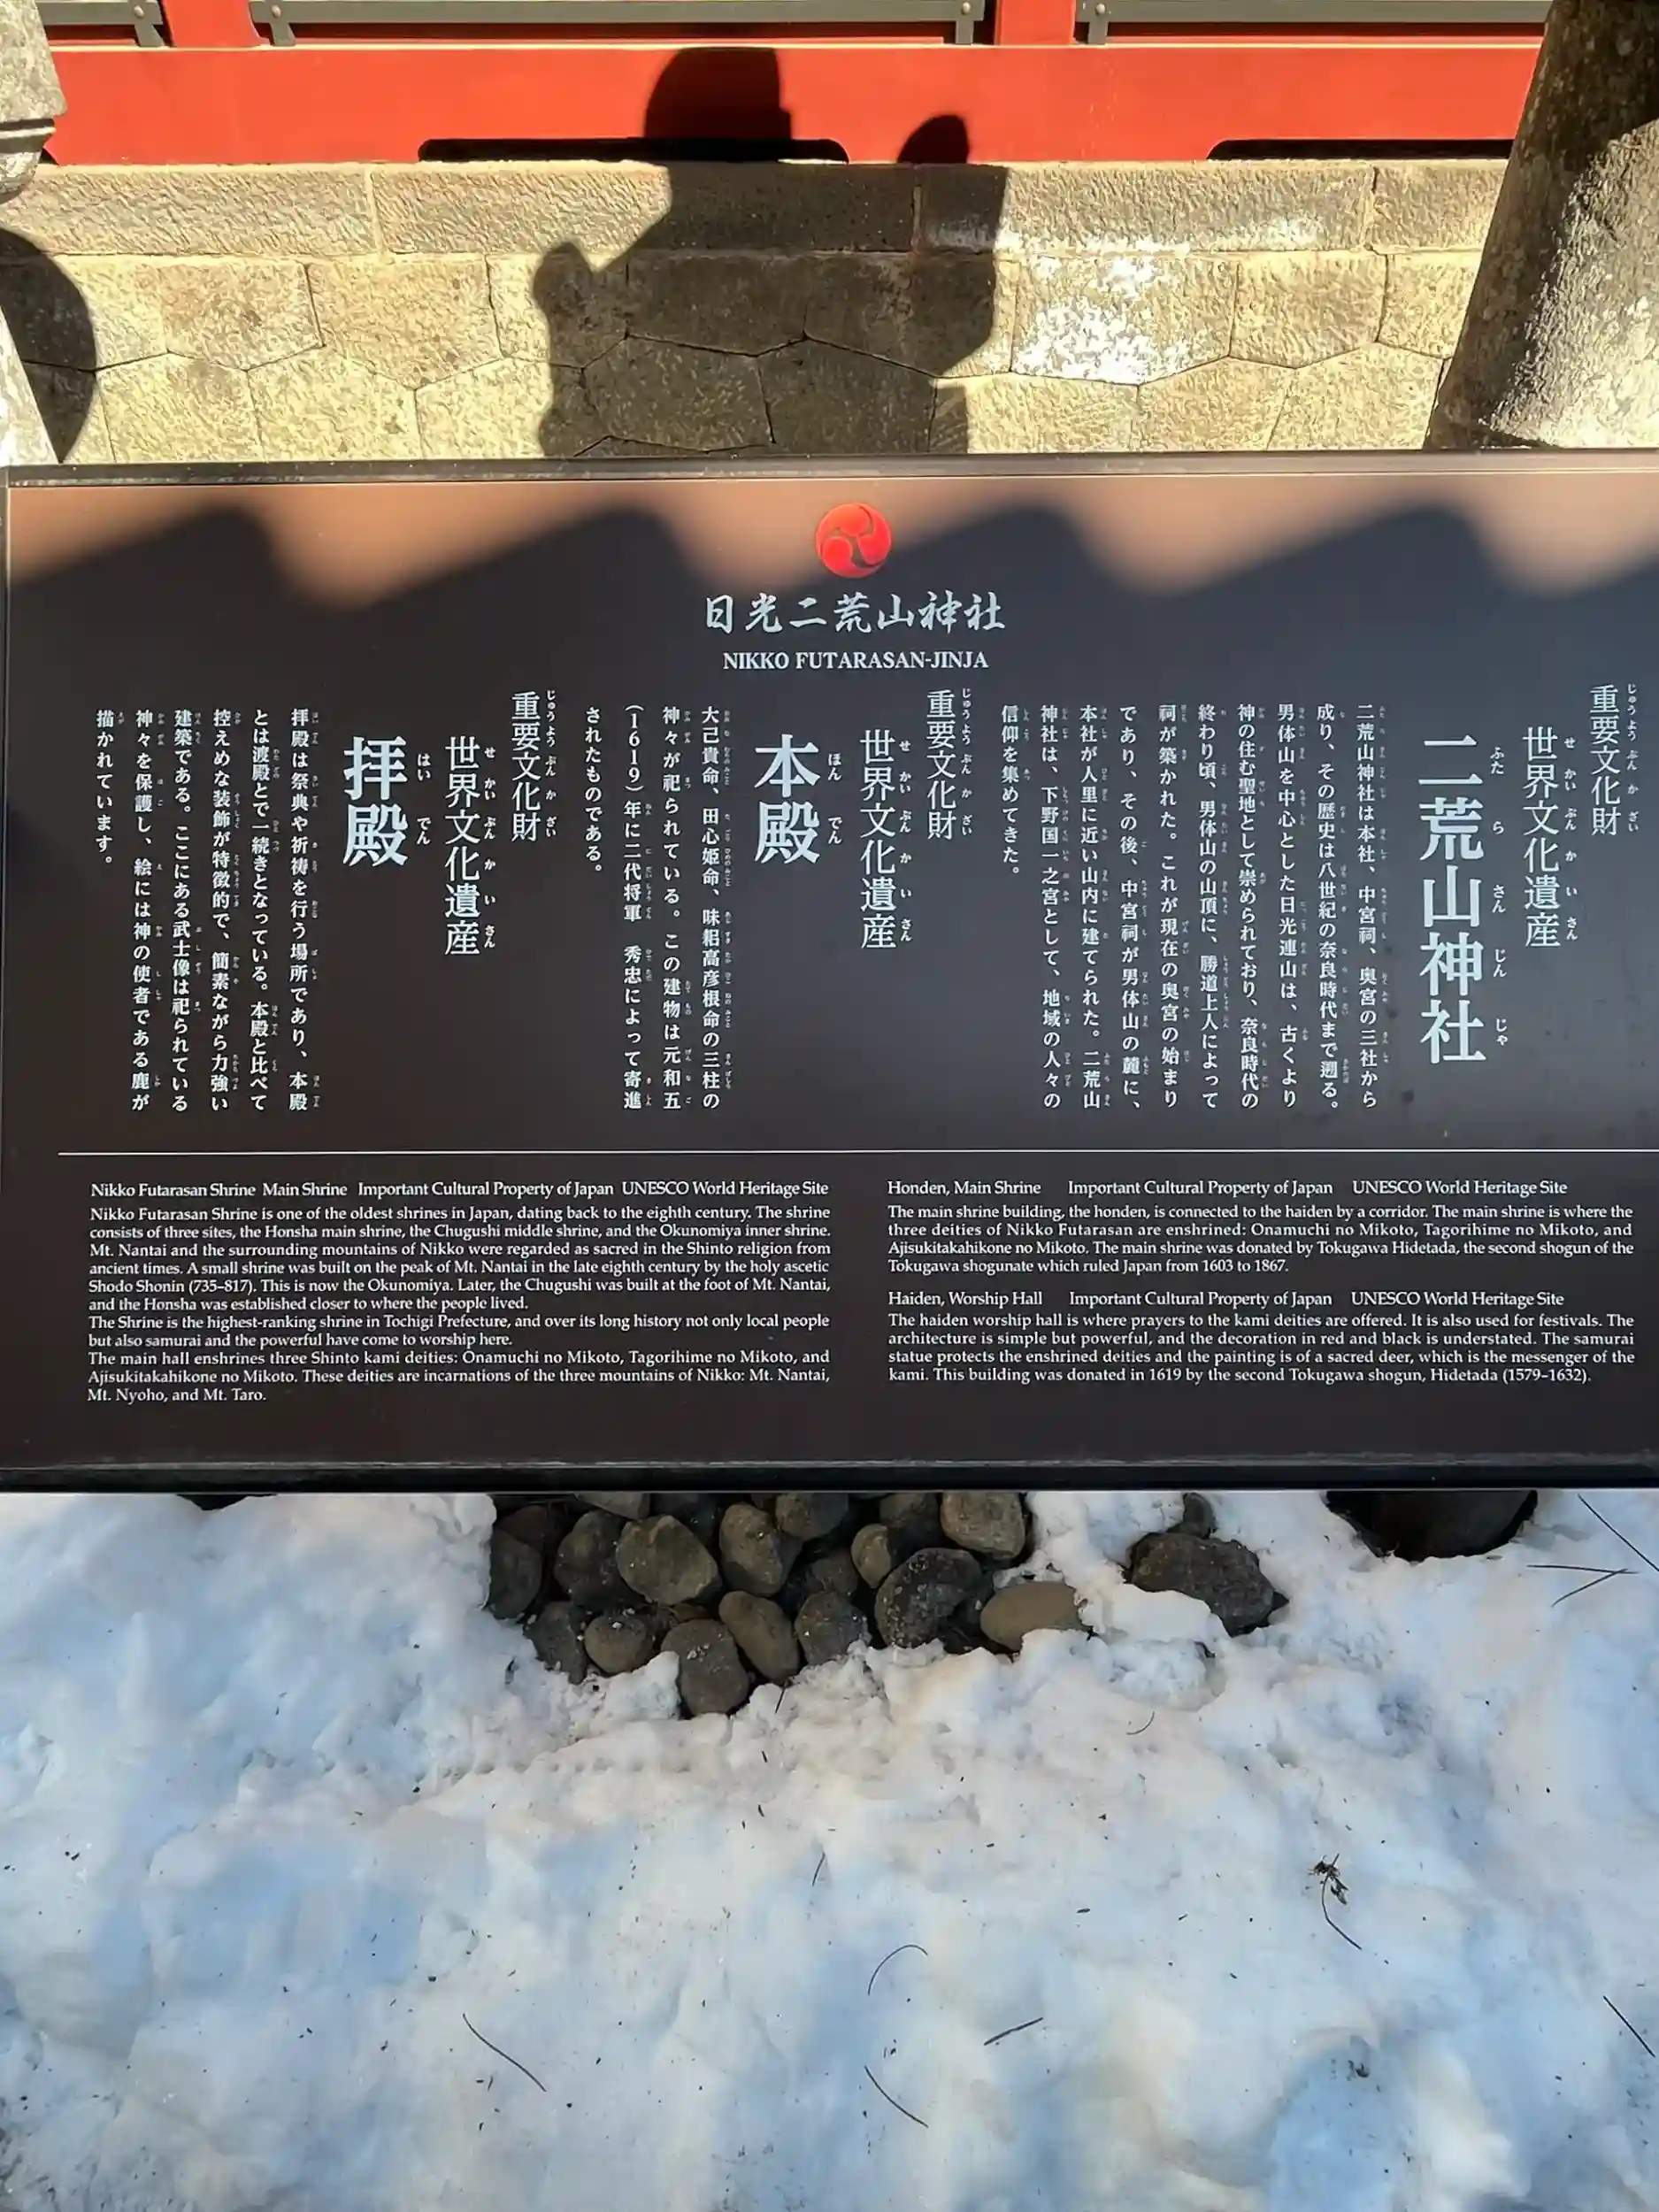 日光二荒山神社
NIKKO FUTARASAN-JINJA
重要文化財
世界文化遺産
二荒山神社
二荒山神社は本社、中宮祠、奥宮の三社から
成り、その歴史は八世紀の奈良時代まで遡る。
男体山を中心とした日光連山は、古くより
神の住む聖地として崇められており、奈良時代の
終わり頃、男体山の山頂に、勝道上人によって
祠が築かれた。これが現在の奥宮の始まり
であり、その後、中宮祠が男体山の麓に、
本社が人里に近い山内に建てられた。二荒山
神社は、下野国一之宮として、地域の人々の
信仰を集めてきた。
重要文化財
世界文化遺産
本殿
大己貴命、田心姫命、味耜高彦根命の三柱の
神々が祀られている。この建物は元和五
(1619)年に二代将軍 秀忠によって寄進
されたものである。
重要文化財
世界文化遺産
拝殿
拝殿は祭典や祈祷を行う場所であり、本殿
とは渡殿とで一続きとなっている。本殿と比べて
控えめな装飾が特徴的で、簡素ながら力強い
建築である。ここにある武士像は祀られている
神々を保護し、絵には神の使者である鹿が
描かれています。
Nikko Futarasan Shrine Main Shrine Important Cultural Property of Japan UNESCO World Heritage Site
Nikko Futarasan Shrine is one of the oldest shrines in Japan, dating back to the eighth century. The shrine
consists of three sites, the Honsha main shrine, the Chugushi middle shrine, and the Okunomiya inner shrine.
Mt. Nantai and the surrounding mountains of Nikko were regarded as sacred in the Shinto religion from
ancient times. A small shrine was built on the peak of Mt. Nantai in the late eighth century by the holy ascetic
Shodo Shonin (735–817). This is now the Okunomiya. Later, the Chugushi was built at the foot of Mt. Nantai,
and the Honsha was established closer to where the people lived.
The Shrine is the highest-ranking shrine in Tochigi Prefecture, and over its long history not only local people
but also samurai and the powerful have come to worship here.
The main hall enshrines three Shinto kami deities: Onamuchi no Mikoto, Tagorihime no Mikoto, and
Ajisukitakahikone no Mikoto. These deities are incarnations of the three mountains of Nikko: Mt. Nantai,
Mt. Nyoho, and Mt. Taro.
Honden, Main Shrine Important Cultural Property of Japan UNESCO World Heritage Site
The main shrine building, the honden, is connected to the haiden by a corridor. The main shrine is where the
three deities of Nikko Futarasan are enshrined: Onamuchi no Mikoto, Tagorihime no Mikoto, and
Ajisukitakahikone no Mikoto. The main shrine was donated by Tokugawa Hidetada, the second shogun of the
Tokugawa shogunate which ruled Japan from 1603 to 1867.
Haiden, Worship Hall Important Cultural Property of Japan UNESCO World Heritage Site
The haiden worship hall is where prayers to the kami deities are offered. It is also used for festivals. The
architecture is simple but powerful, and the decoration in red and black is understated. The samurai
statue protects the enshrined deities and the painting is of a sacred deer, which is the messenger of the
kami. This building was donated in 1619 by the second Tokugawa shogun, Hidetada (1579–1632).